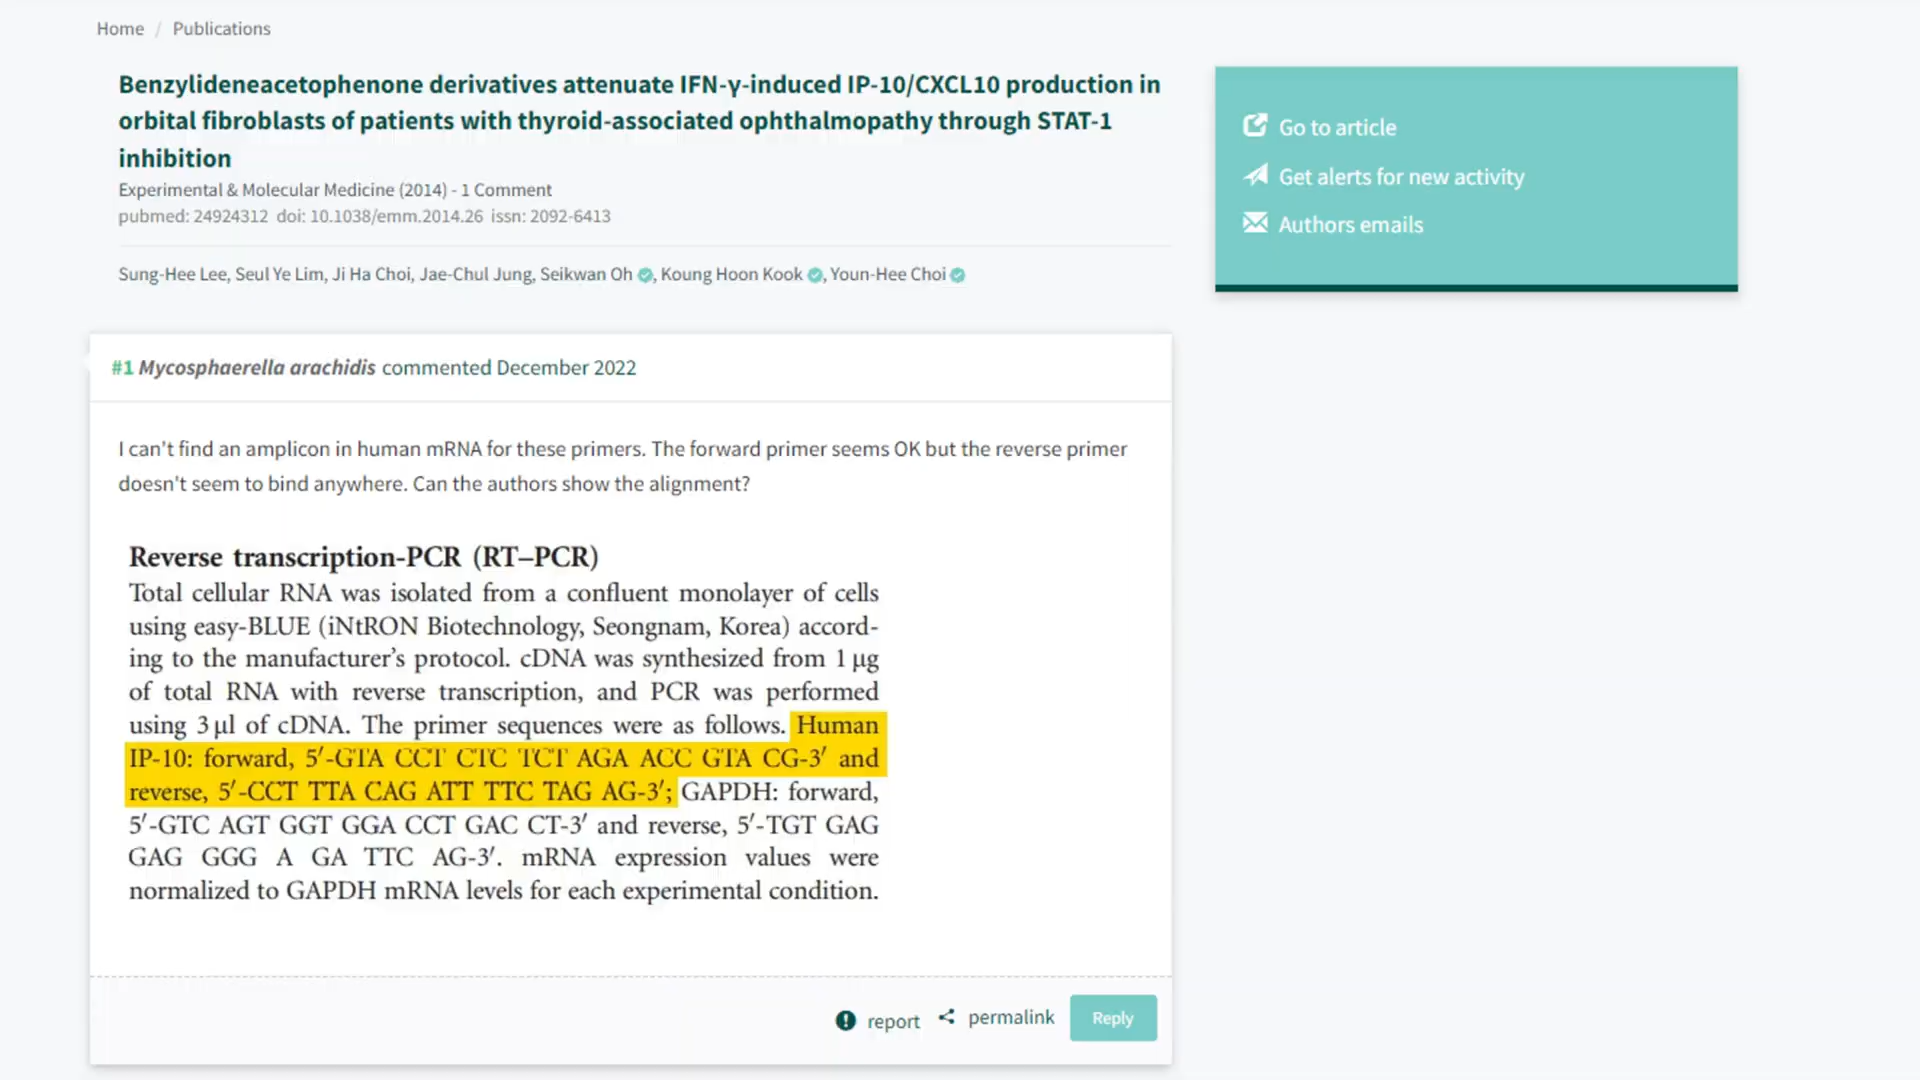 Home / Publications
Benzylideneacetophenone derivatives attenuate IFN-γ-induced IP-10/CXCL10 production in
orbital fibroblasts of patients with thyroid-associated ophthalmopathy through STAT-1
inhibition
Experimental & Molecular Medicine (2014) - 1 Comment
pubmed: 24924312 doi: 10.1038/emm.2014.26 issn: 2092-6413
Sung-Hee Lee, Seul Ye Lim, Ji Ha Choi, Jae-Chul Jung, Seikwan Oh, Koung Hoon Kook, Youn-Hee Choi
Go to article
Get alerts for new activity
Authors emails
#1 Mycosphaerella arachidis commented December 2022
I can't find an amplicon in human mRNA for these primers. The forward primer seems OK but the reverse primer
doesn't seem to bind anywhere. Can the authors show the alignment?
Reverse transcription-PCR (RT–PCR)
Total cellular RNA was isolated from a confluent monolayer of cells
using easy-BLUE (iNtRON Biotechnology, Seongnam, Korea) accord-
ing to the manufacturer's protocol. cDNA was synthesized from 1 µg
of total RNA with reverse transcription, and PCR was performed
using 3 µl of cDNA. The primer sequences were as follows. Human
IP-10: forward, 5′-GTA CCT CTC TCT AGA ACC GTA CG-3′ and
reverse, 5′-CCT TTA CAG ATT TTC TAG AG-3′; GAPDH: forward,
5′-GTC AGT GGT GGA CCT GAC CT-3′ and reverse, 5′-TGT GAG
GAG GGG A GA TTC AG-3′. mRNA expression values were
normalized to GAPDH mRNA levels for each experimental condition.
report permalink Reply